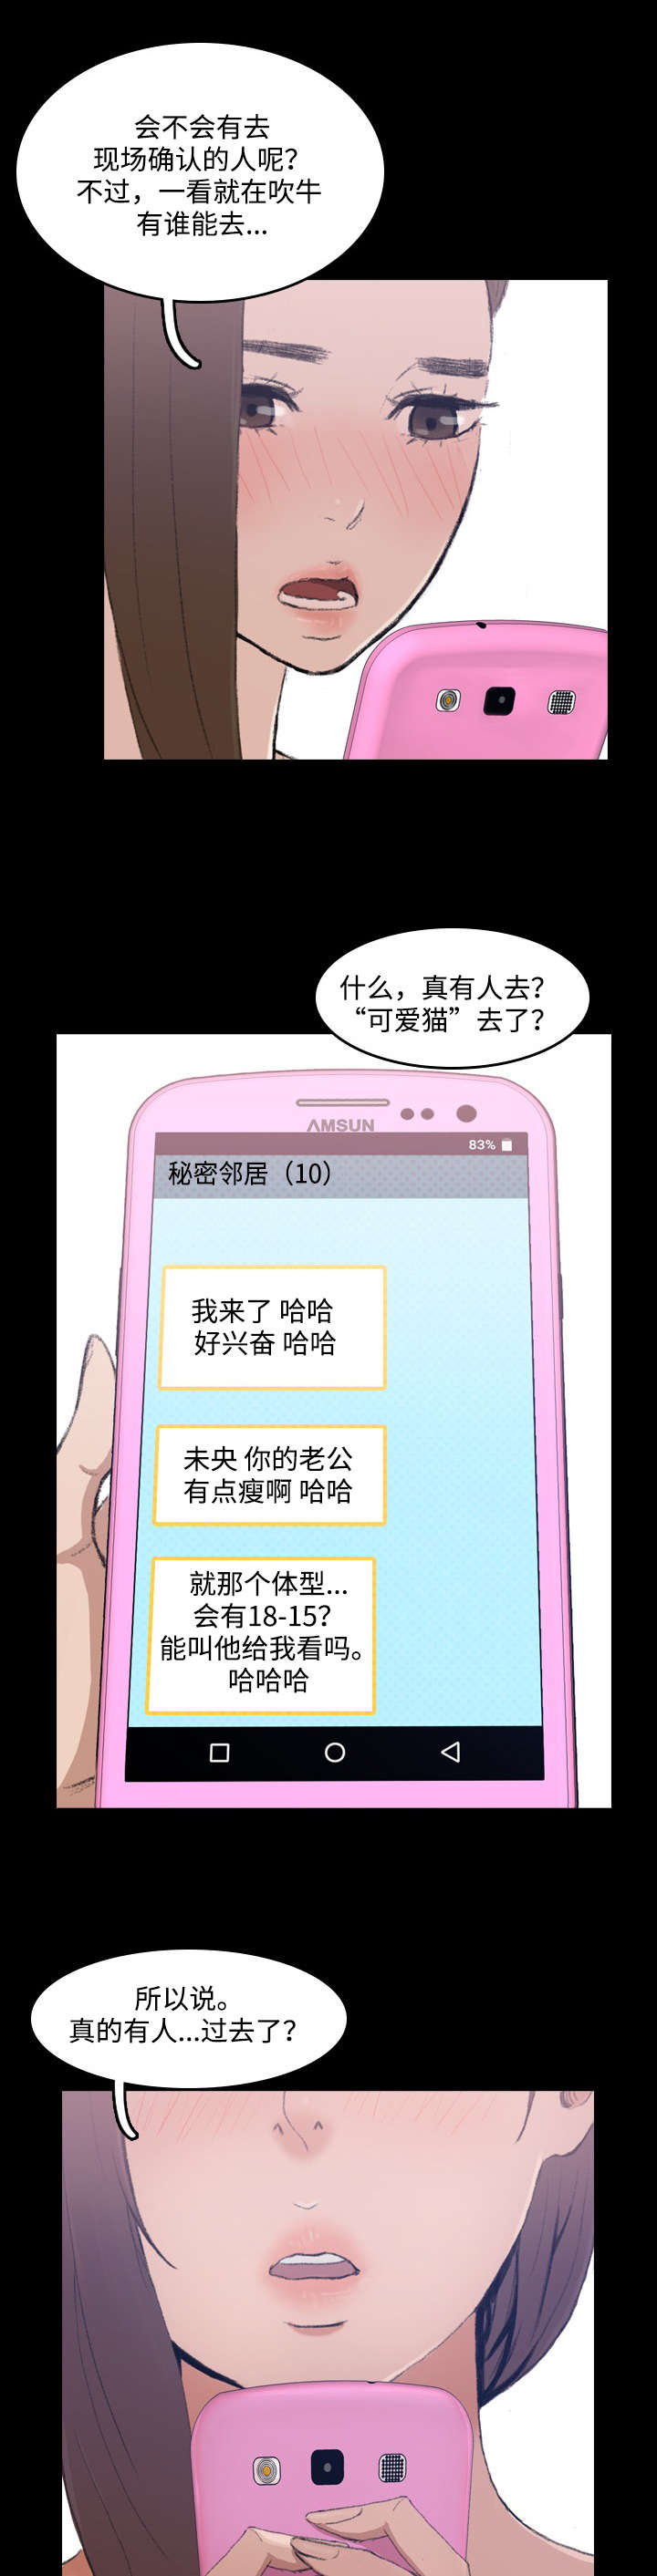 会不会有去
现场确认的人呢？
不过，一看就在吹牛
有谁能去...
什么，真有人去？
“可爱猫”去了？
AMSUN
83%
秘密邻居（10）
我来了 哈哈
好兴奋 哈哈
未央 你的老公
有点瘦啊 哈哈
就那个体型...
会有18-15？
能叫他给我看吗。
哈哈哈
所以说。
真的有人...过去了？